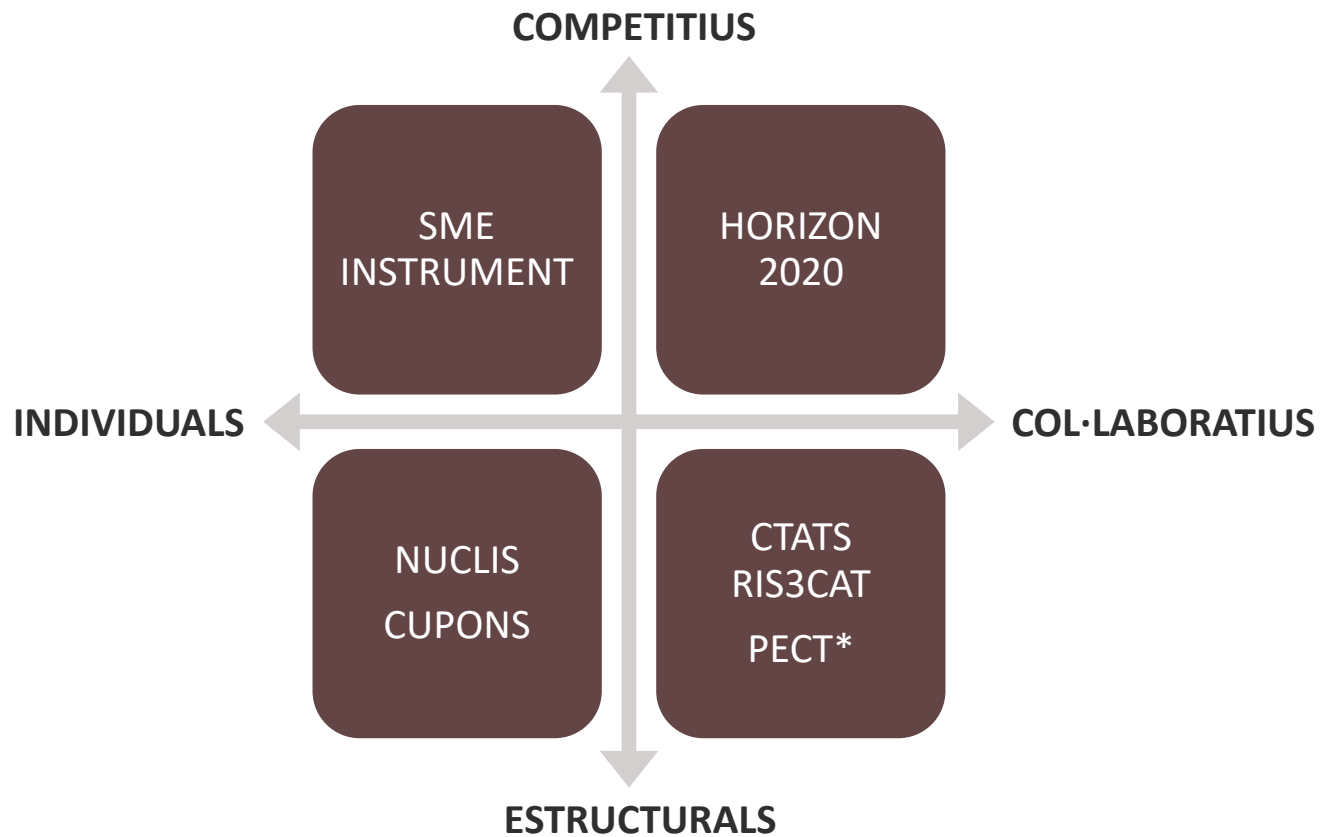 COMPETITIUS
SME
INSTRUMENT
HORIZON
2020
INDIVIDUALS
COL·LABORATIUS
NUCLIS
CUPONS
CTATS
RIS3CAT
PECT*
ESTRUCTURALS